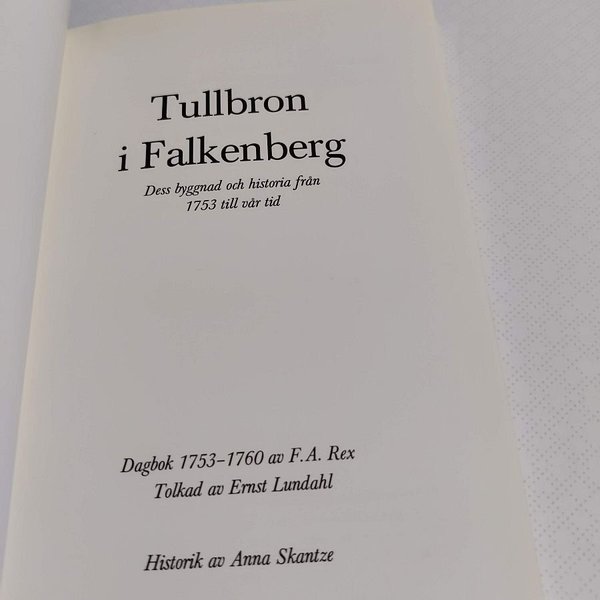 Tullbron
i Falkenberg
Dess byggnad och historia från
1753 till vår tid
Dagbok 1753–1760 av F.A. Rex
Tolkad av Ernst Lundahl
Historik av Anna Skantze